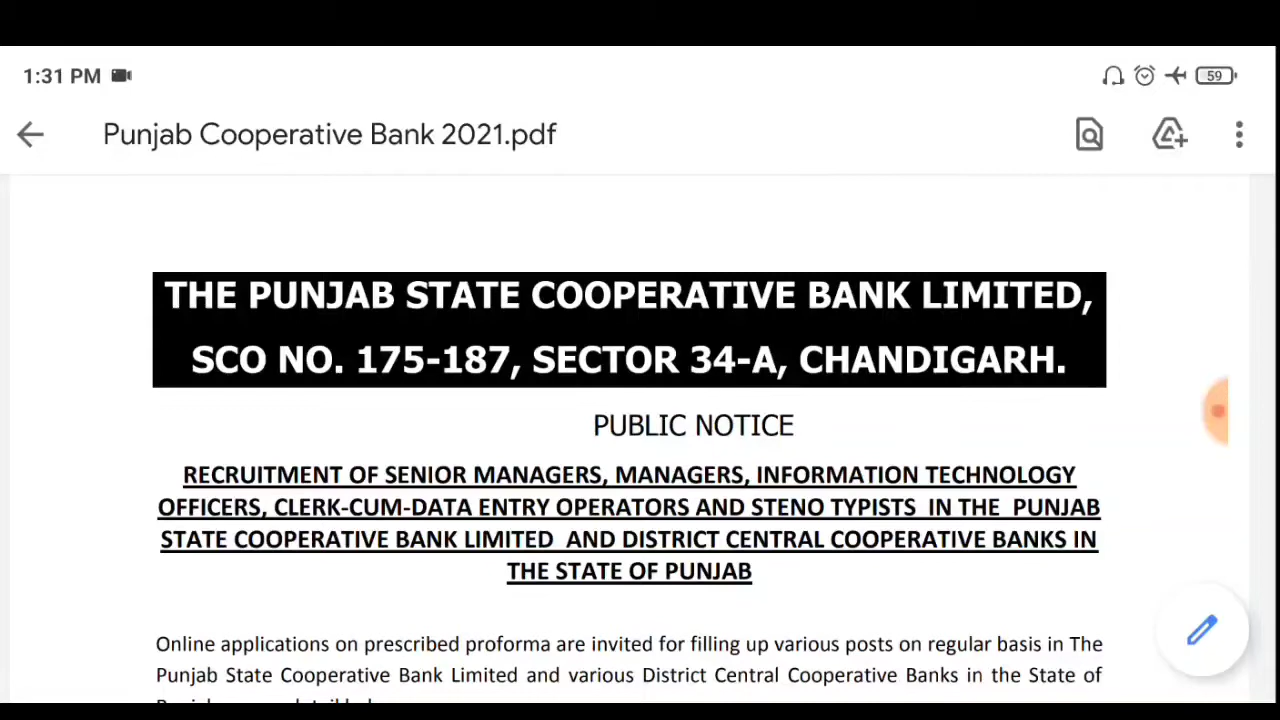 1:31 PM
59
Punjab Cooperative Bank 2021.pdf
THE PUNJAB STATE COOPERATIVE BANK LIMITED,
SCO NO. 175-187, SECTOR 34-A, CHANDIGARH.
PUBLIC NOTICE
RECRUITMENT OF SENIOR MANAGERS, MANAGERS, INFORMATION TECHNOLOGY
OFFICERS, CLERK-CUM-DATA ENTRY OPERATORS AND STENO TYPISTS IN THE PUNJAB
STATE COOPERATIVE BANK LIMITED AND DISTRICT CENTRAL COOPERATIVE BANKS IN
THE STATE OF PUNJAB
Online applications on prescribed proforma are invited for filling up various posts on regular basis in The
Punjab State Cooperative Bank Limited and various District Central Cooperative Banks in the State of